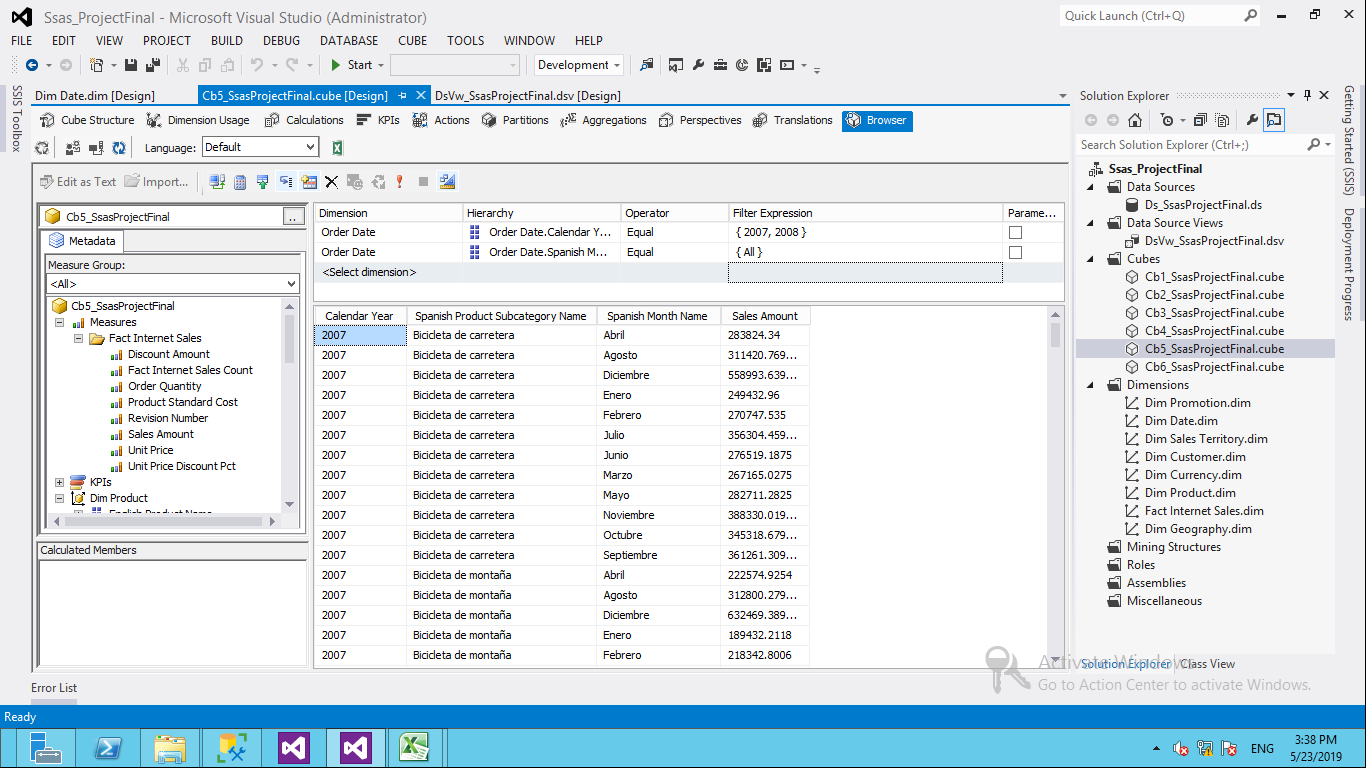 Ssas_ProjectFinal - Microsoft Visual Studio (Administrator)
Quick Launch (Ctrl+Q)
FILE EDIT VIEW PROJECT BUILD DEBUG DATABASE CUBE TOOLS WINDOW HELP
Start Development
SSIS Toolbox
Dim Date.dim [Design] Cb5_SsasProjectFinal.cube [Design] DsVw_SsasProjectFinal.dsv [Design]
Cube Structure Dimension Usage Calculations KPIs Actions Partitions Aggregations Perspectives Translations Browser
Language: Default
Edit as Text Import...
Cb5_SsasProjectFinal ..
Metadata
Measure Group:
<All>
Cb5_SsasProjectFinal
Measures
Fact Internet Sales
Discount Amount
Fact Internet Sales Count
Order Quantity
Product Standard Cost
Revision Number
Sales Amount
Unit Price
Unit Price Discount Pct
KPIs
Dim Product
English Product Name
Calculated Members
Dimension Hierarchy Operator Filter Expression Parame...
Order Date Order Date.Calendar Y... Equal { 2007, 2008 }
Order Date Order Date.Spanish M... Equal { All }
<Select dimension>
Calendar Year Spanish Product Subcategory Name Spanish Month Name Sales Amount
2007 Bicicleta de carretera Abril 283824.34
2007 Bicicleta de carretera Agosto 311420.769...
2007 Bicicleta de carretera Diciembre 558993.639...
2007 Bicicleta de carretera Enero 249432.96
2007 Bicicleta de carretera Febrero 270747.535
2007 Bicicleta de carretera Julio 356304.459...
2007 Bicicleta de carretera Junio 276519.1875
2007 Bicicleta de carretera Marzo 267165.0275
2007 Bicicleta de carretera Mayo 282711.2825
2007 Bicicleta de carretera Noviembre 388330.019...
2007 Bicicleta de carretera Octubre 345318.679...
2007 Bicicleta de carretera Septiembre 361261.309...
2007 Bicicleta de montaña Abril 222574.9254
2007 Bicicleta de montaña Agosto 312800.279...
2007 Bicicleta de montaña Diciembre 632469.389...
2007 Bicicleta de montaña Enero 189432.2118
2007 Bicicleta de montaña Febrero 218342.8006
Solution Explorer
Search Solution Explorer (Ctrl+;)
Ssas_ProjectFinal
Data Sources
Ds_SsasProjectFinal.ds
Data Source Views
DsVw_SsasProjectFinal.dsv
Cubes
Cb1_SsasProjectFinal.cube
Cb2_SsasProjectFinal.cube
Cb3_SsasProjectFinal.cube
Cb4_SsasProjectFinal.cube
Cb5_SsasProjectFinal.cube
Cb6_SsasProjectFinal.cube
Dimensions
Dim Promotion.dim
Dim Date.dim
Dim Sales Territory.dim
Dim Customer.dim
Dim Currency.dim
Dim Product.dim
Fact Internet Sales.dim
Dim Geography.dim
Mining Structures
Roles
Assemblies
Miscellaneous
Solution Explorer Class View
Getting Started (SSIS)
Deployment Progress
Activate Windows
Go to Action Center to activate Windows.
Error List
Ready
ENG
3:38 PM
5/23/2019